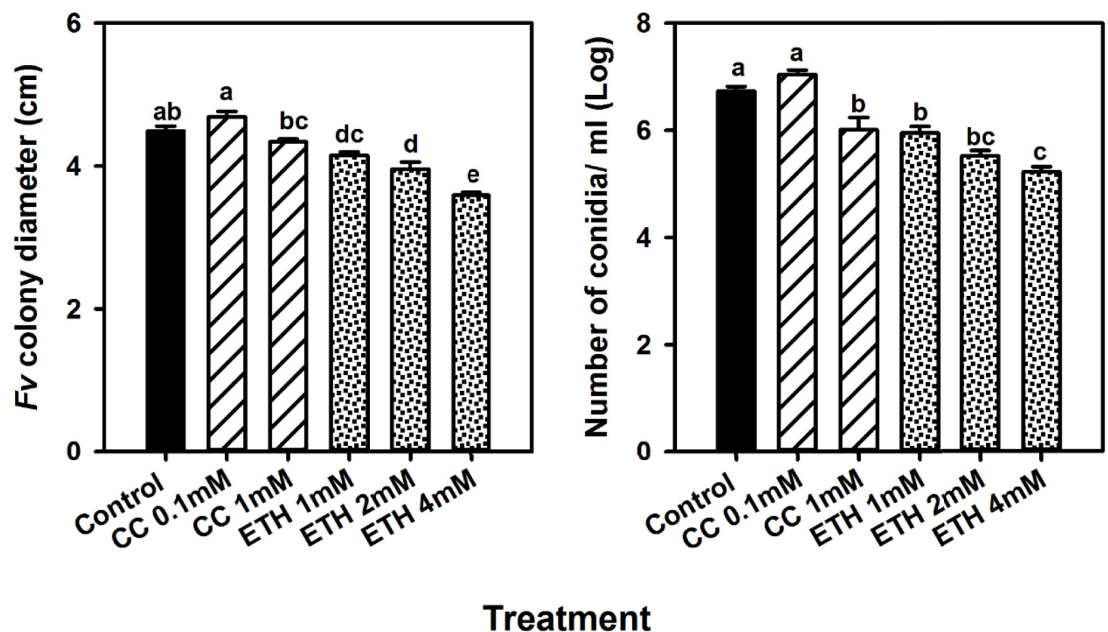 Fv colony diameter (cm)
6
4
2
0
ab
a
bc
dc
d
e
Control
CC 0.1mM
CC 1mM
ETH 1mM
ETH 2mM
ETH 4mM
Number of conidia/ ml (Log)
8
6
4
2
0
a
a
b
b
bc
c
Control
CC 0.1mM
CC 1mM
ETH 1mM
ETH 2mM
ETH 4mM
Treatment